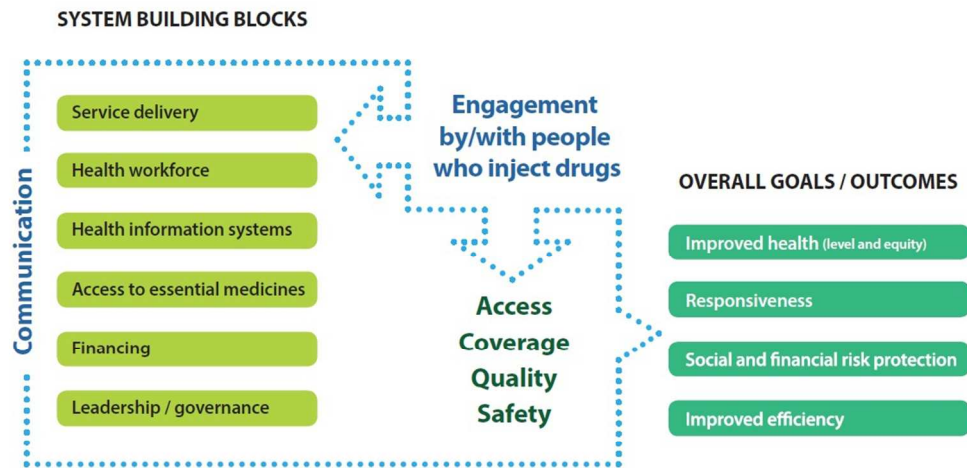 SYSTEM BUILDING BLOCKS
Communication
Service delivery
Health workforce
Health information systems
Access to essential medicines
Financing
Leadership / governance
Engagement
by/with people
who inject drugs
Access
Coverage
Quality
Safety
OVERALL GOALS / OUTCOMES
Improved health (level and equity)
Responsiveness
Social and financial risk protection
Improved efficiency